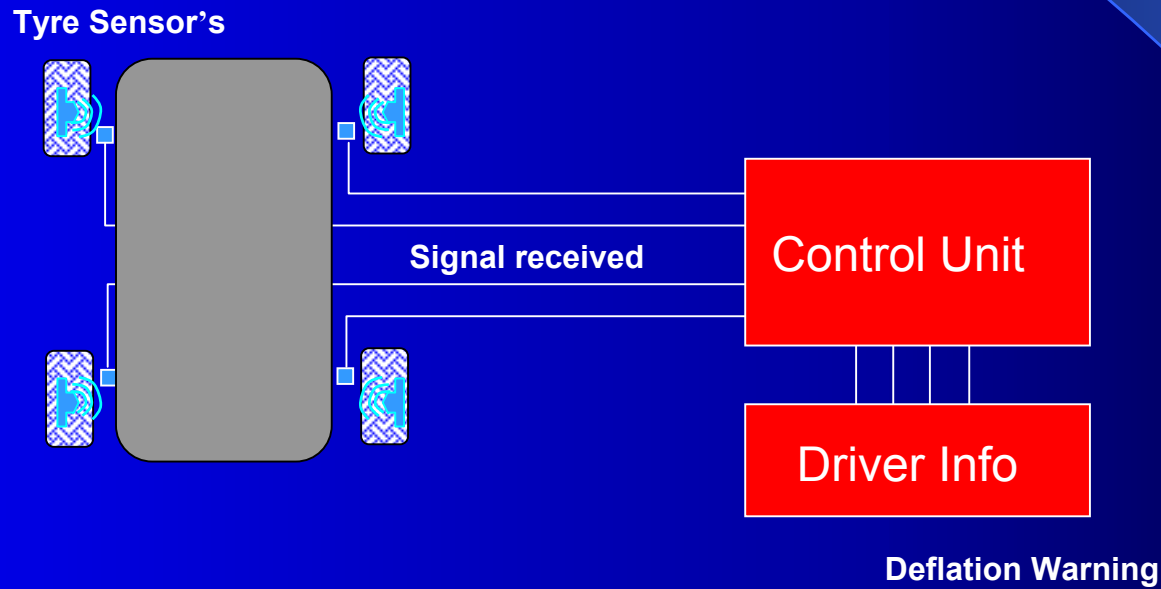 Tyre Sensor’s
Signal received
Control Unit
Driver Info
Deflation Warning